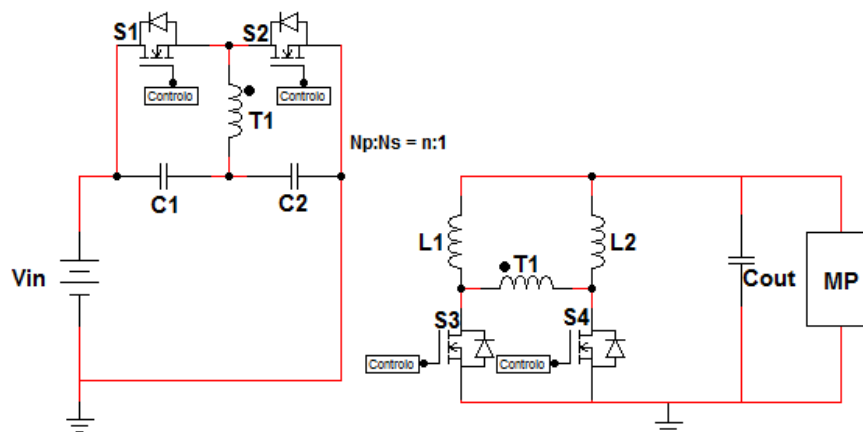 S1
S2
Controlo
Controlo
T1
Np:Ns = n:1
C1
C2
Vin
L1
L2
T1
Cout
MP
S3
S4
Controlo
Controlo